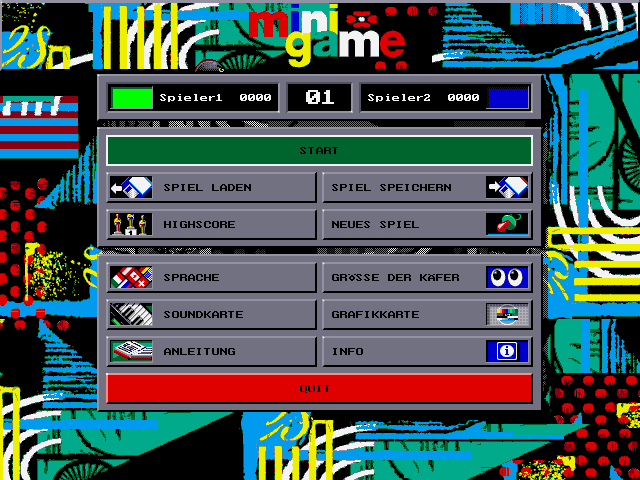 mini
game
Spieler1 0000
01
Spieler2 0000
START
SPIEL LADEN
SPIEL SPEICHERN
HIGHSCORE
NEUES SPIEL
SPRACHE
GRÖSSE DER KÄFER
SOUNDKARTE
GRAFIKKARTE
ANLEITUNG
INFO
QUIT